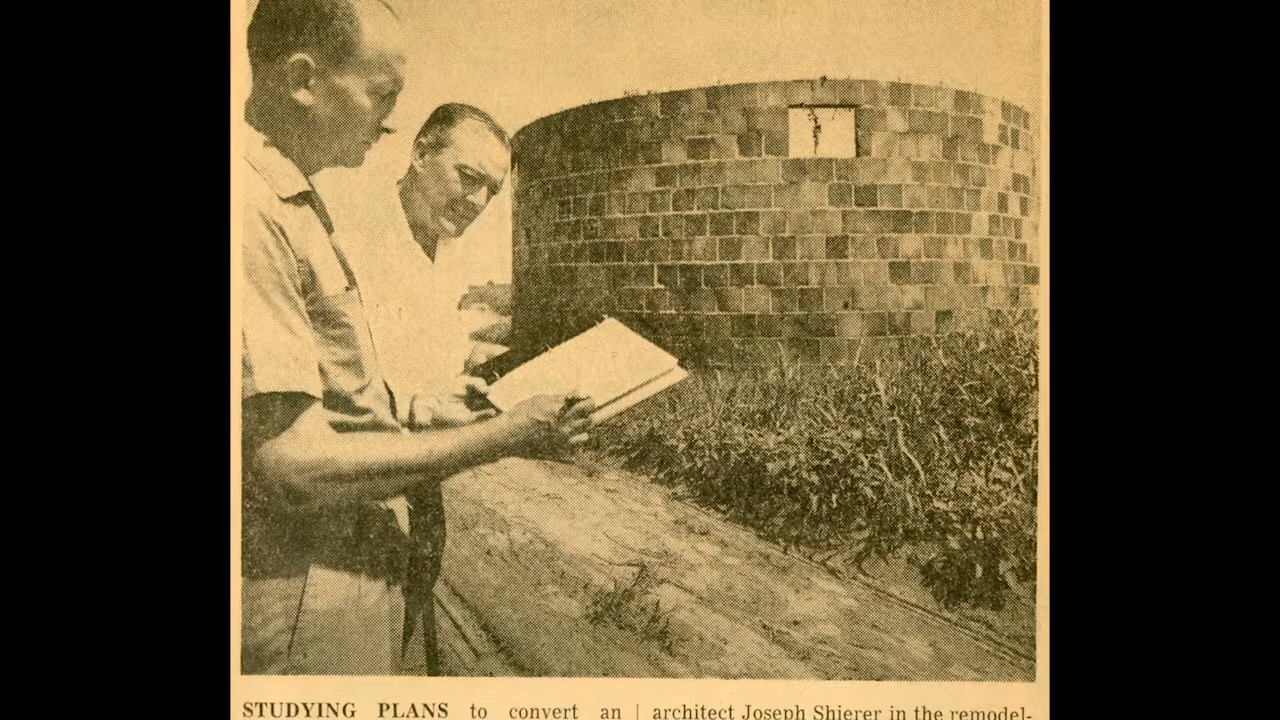 STUDYING PLANS to convert an
architect Joseph Shierer in the remodel-